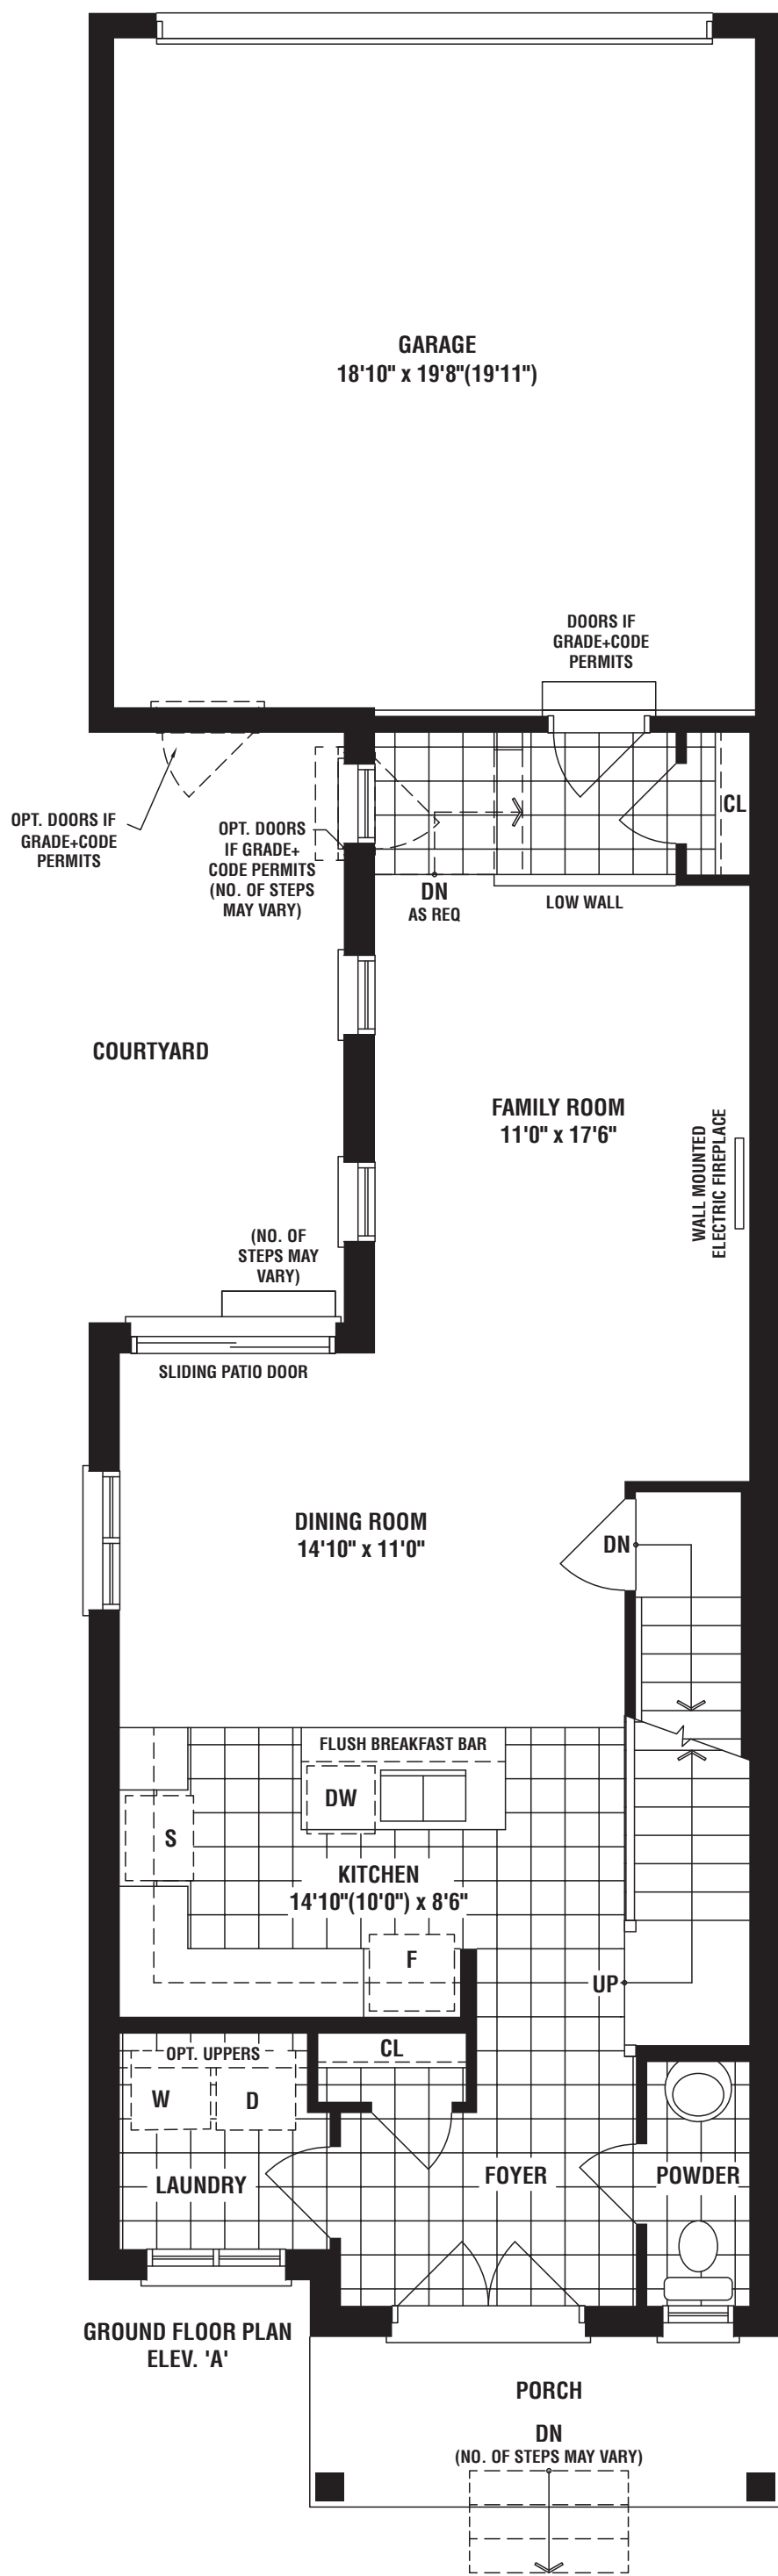 GARAGE
18'10" x 19'8"(19'11")
DOORS IF
GRADE+CODE
PERMITS
OPT. DOORS IF
GRADE+CODE
PERMITS
OPT. DOORS
IF GRADE+
CODE PERMITS
(NO. OF STEPS
MAY VARY)
DN
AS REQ
LOW WALL
CL
COURTYARD
FAMILY ROOM
11'0" x 17'6"
WALL MOUNTED
ELECTRIC FIREPLACE
(NO. OF
STEPS MAY
VARY)
SLIDING PATIO DOOR
DINING ROOM
14'10" x 11'0"
DN
FLUSH BREAKFAST BAR
DW
S
KITCHEN
14'10"(10'0") x 8'6"
F
UP
OPT. UPPERS
CL
W
D
LAUNDRY
FOYER
POWDER
GROUND FLOOR PLAN
ELEV. 'A'
PORCH
DN
(NO. OF STEPS MAY VARY)